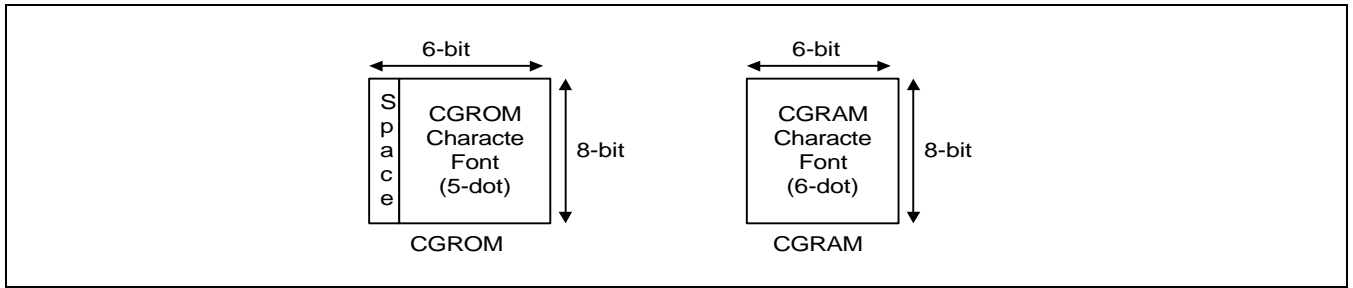 6-bit
S
p
a
c
e
CGROM
Characte
Font
(5-dot)
8-bit
CGROM
6-bit
CGRAM
Characte
Font
(6-dot)
8-bit
CGRAM